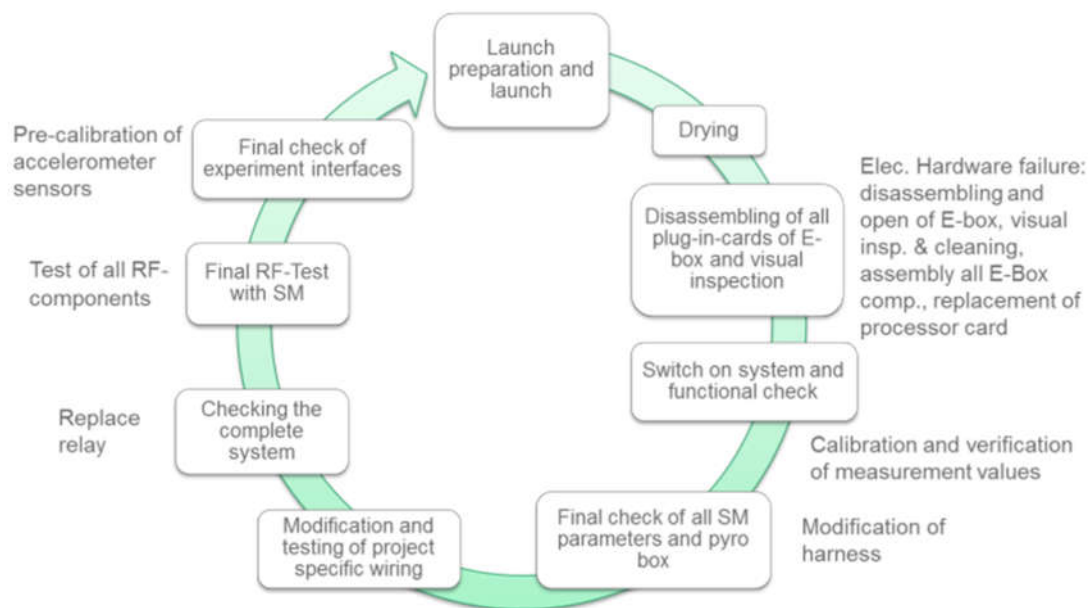 Launch
preparation and
launch
Drying
Elec. Hardware failure:
disassembling and
open of E-box, visual
insp. & cleaning,
assembly all E-Box
comp., replacement of
processor card
Disassembling of all
plug-in-cards of E-
box and visual
inspection
Switch on system and
functional check
Calibration and verification
of measurement values
Final check of all SM
parameters and pyro
box
Modification of
harness
Modification and
testing of project
specific wiring
Checking the
complete
system
Replace
relay
Final RF-Test
with SM
Test of all RF-
components
Final check of
experiment interfaces
Pre-calibration of
accelerometer
sensors